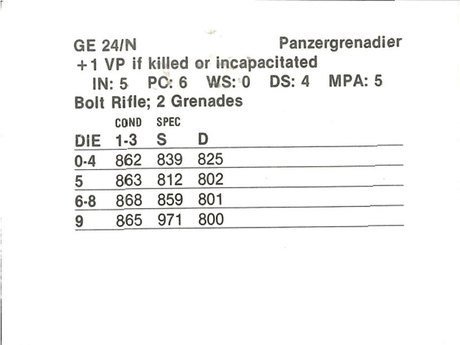 GE 24/N Panzergrenadier
+1 VP if killed or incapacitated
IN: 5 PC: 6 WS: 0 DS: 4 MPA: 5
Bolt Rifle; 2 Grenades
COND SPEC
DIE 1-3 S D
0-4 862 839 825
5 863 812 802
6-8 868 859 801
9 865 971 800